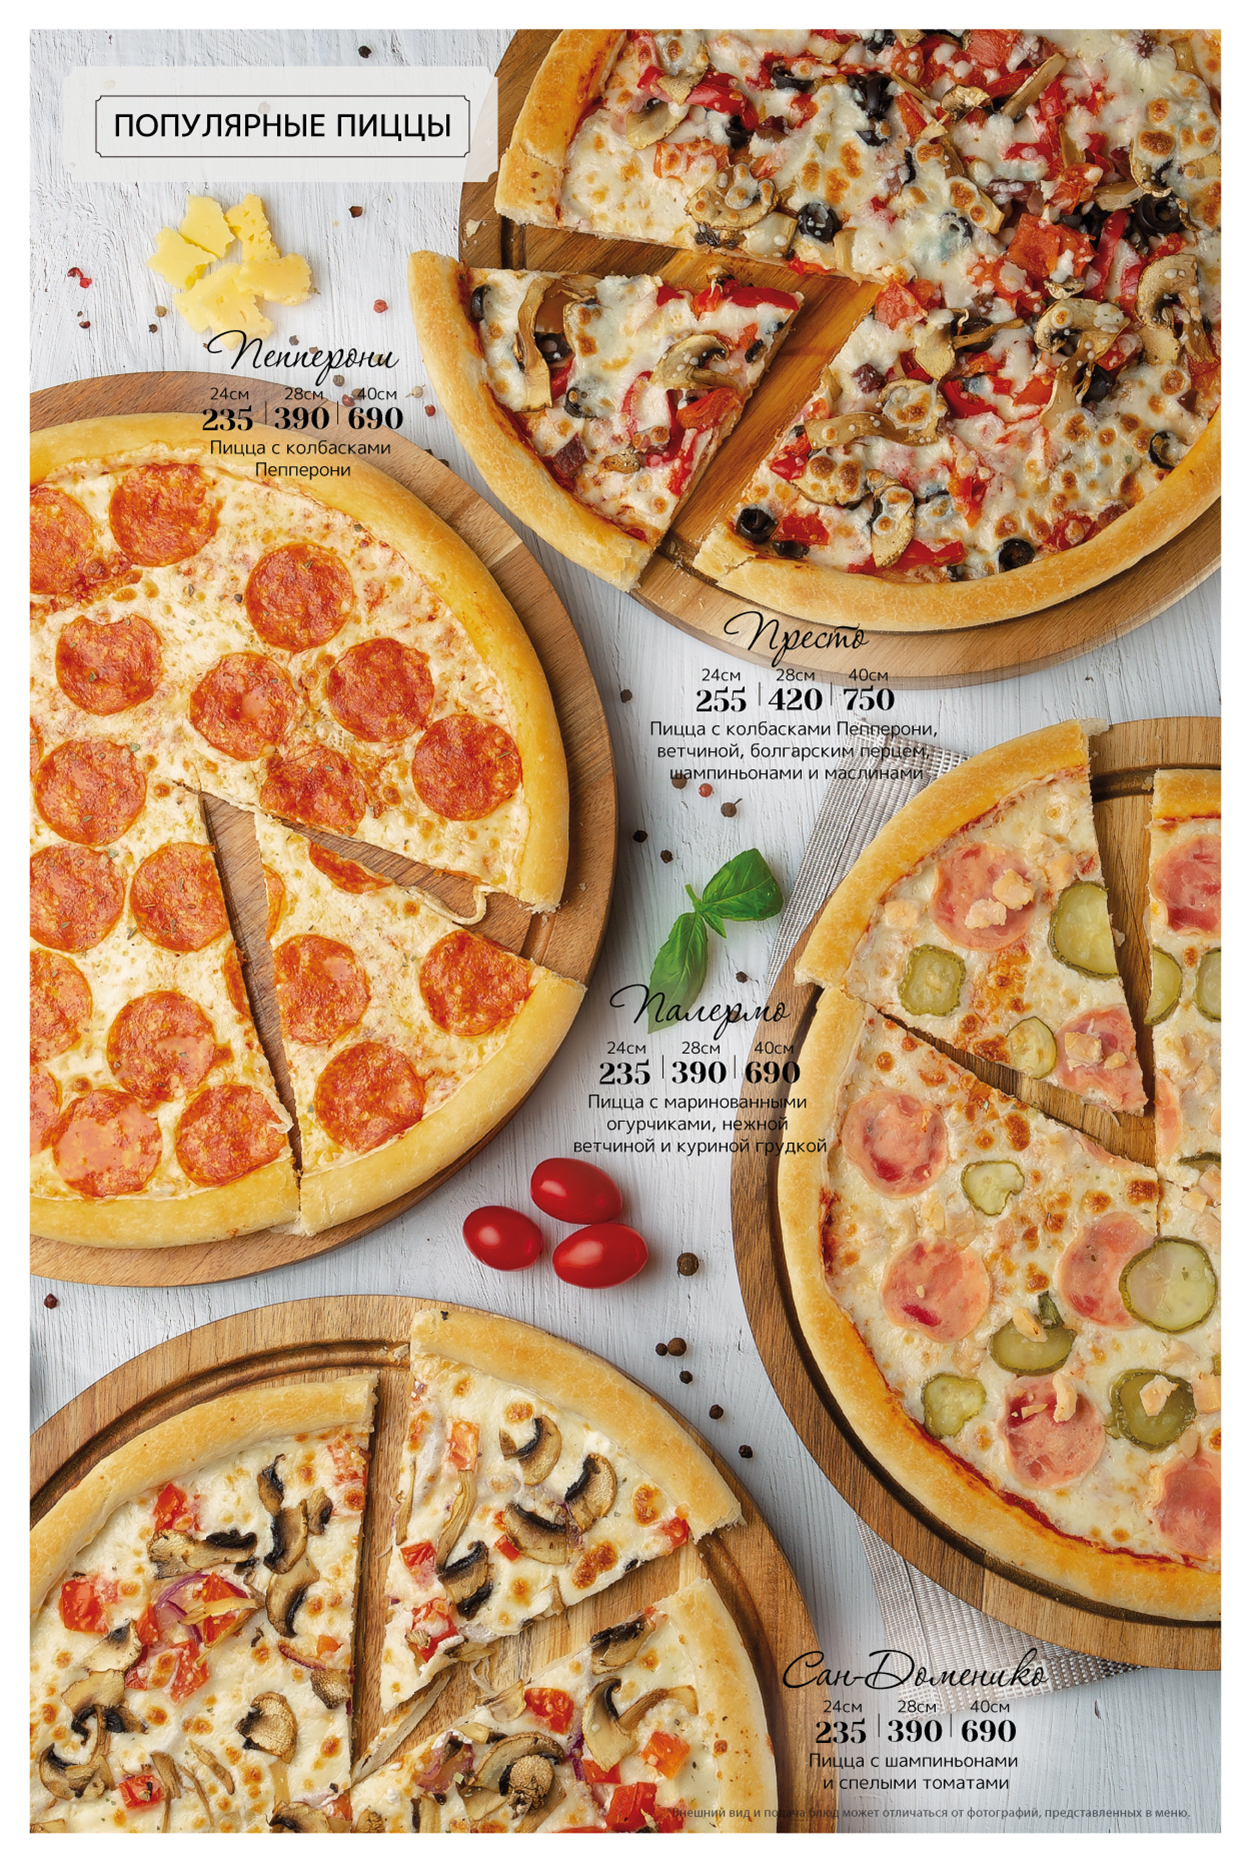 ПОПУЛЯРНЫЕ ПИЦЦЫ
Пепперони
24см 28см 40см
235 390 690
Пицца с колбасками
Пепперони
Престо
24см 28см 40см
255 420 750
Пицца с колбасками Пепперони,
ветчиной, болгарским перцем,
шампиньонами и маслинами
Палермо
24см 28см 40см
235 390 690
Пицца с маринованными
огурчиками, нежной
ветчиной и куриной грудкой
Сан-Доменико
24см 28см 40см
235 390 690
Пицца с шампиньонами
и спелыми томатами
Внешний вид и подача блюд может отличаться от фотографий, представленных в меню.